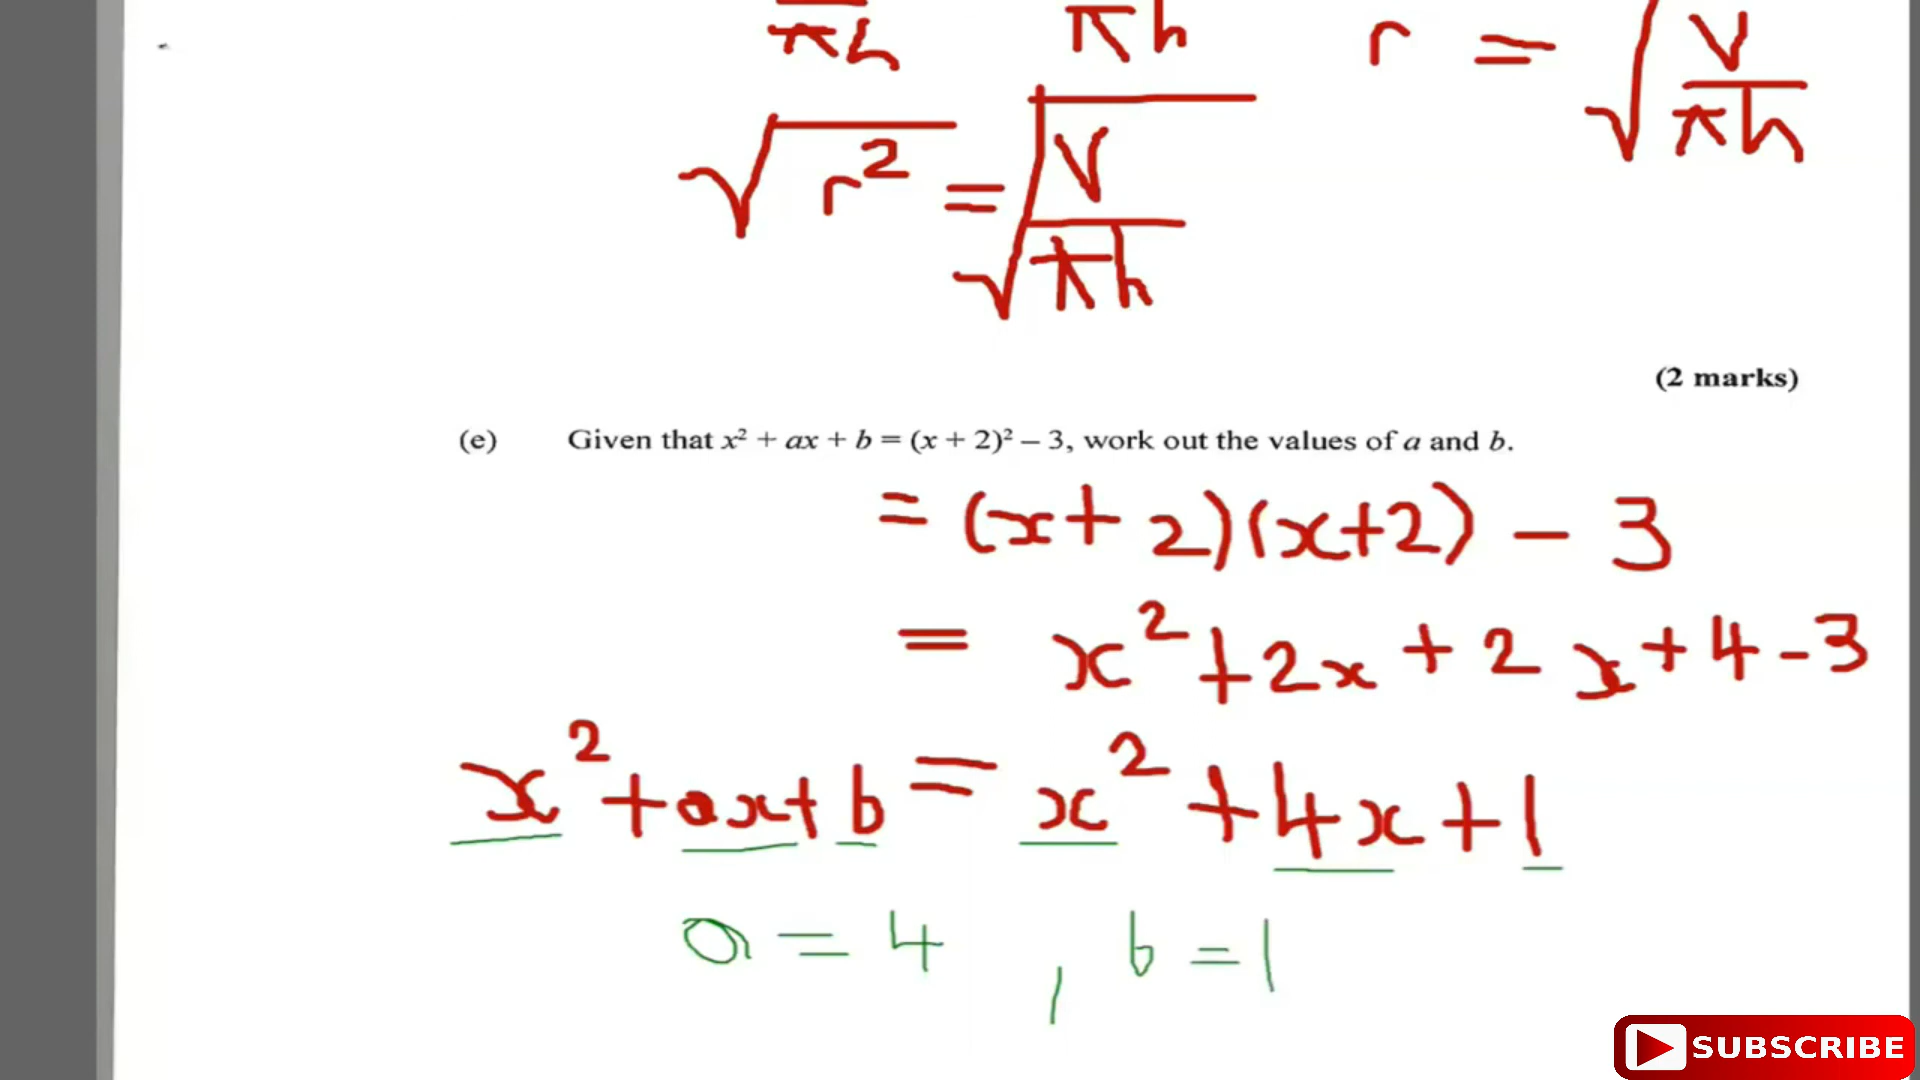 πh πh r = √V/πh
√r² = √V/πh
(2 marks)
(e) Given that x² + ax + b = (x + 2)² – 3, work out the values of a and b.
= (x+2)(x+2) - 3
= x²+2x+2x+4-3
x²+ax+b = x²+4x+1
a = 4 , b = 1
SUBSCRIBE